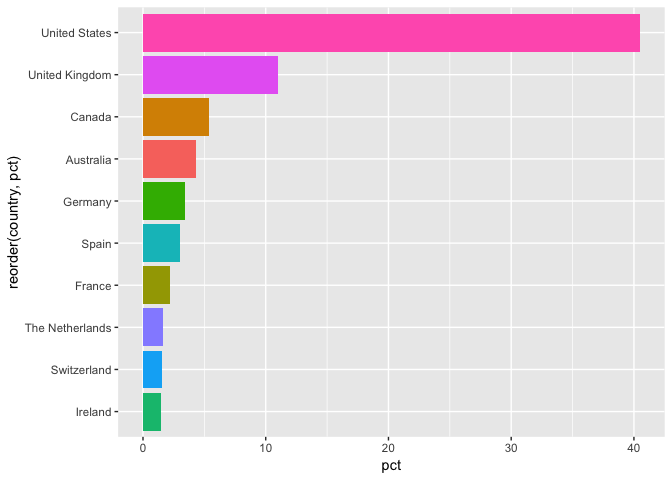 United States
United Kingdom
Canada
Australia
Germany
Spain
France
The Netherlands
Switzerland
Ireland
reorder(country, pct)
0 10 20 30 40
pct